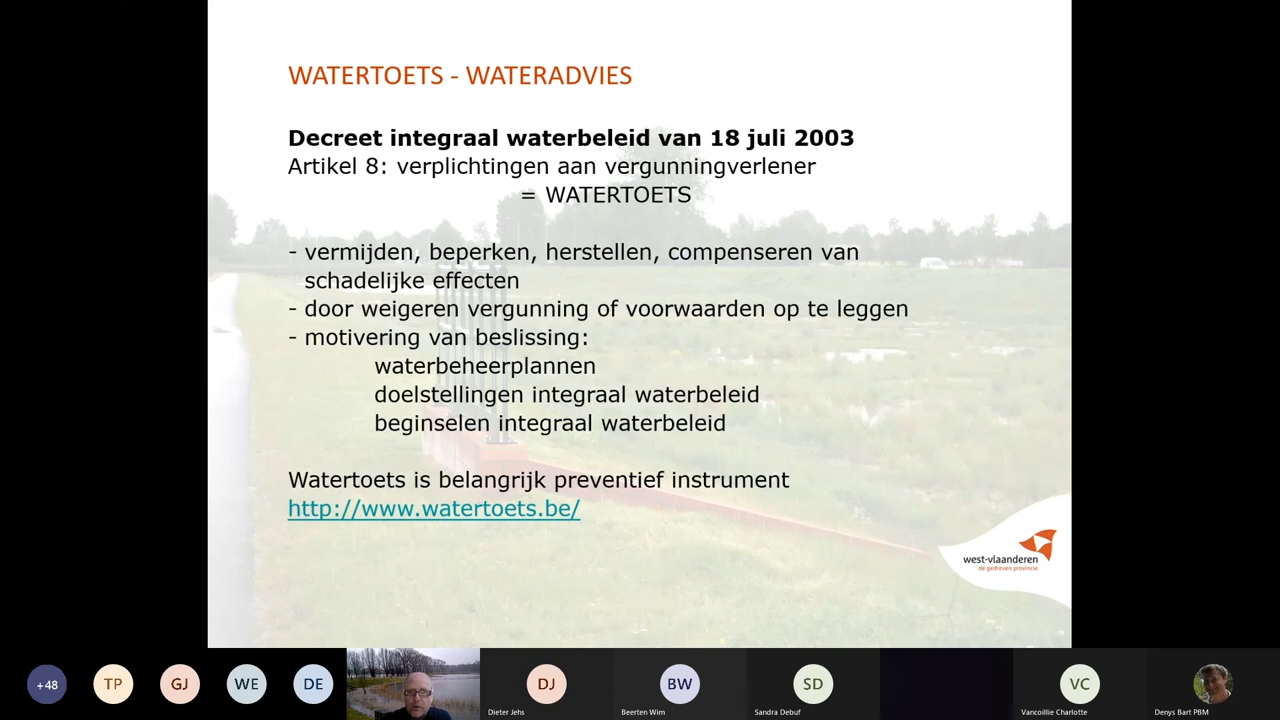 WATERTOETS - WATERADVIES
Decreet integraal waterbeleid van 18 juli 2003
Artikel 8: verplichtingen aan vergunningverlener
= WATERTOETS
- vermijden, beperken, herstellen, compenseren van
schadelijke effecten
- door weigeren vergunning of voorwaarden op te leggen
- motivering van beslissing:
waterbeheerplannen
doelstellingen integraal waterbeleid
beginselen integraal waterbeleid
Watertoets is belangrijk preventief instrument
http://www.watertoets.be/
west-vlaanderen
de gedreven provincie
+48
TP
GJ
WE
DE
DJ
BW
SD
VC
Dieter Jehs
Beerten Wim
Sandra Debuf
Vancoillie Charlotte
Denys Bart PBM